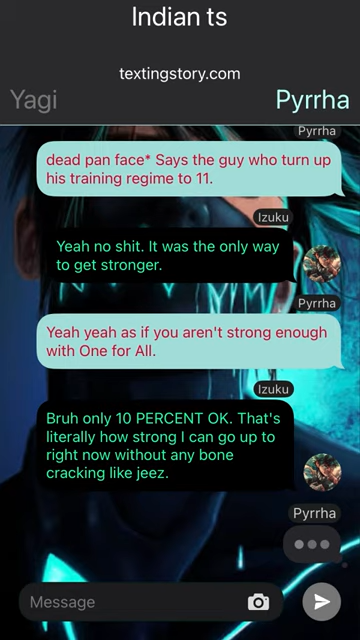 Indian ts
textingstory.com
Yagi
Pyrrha
Pyrrha
dead pan face* Says the guy who turn up
his training regime to 11.
Izuku
Yeah no shit. It was the only way
to get stronger.
Pyrrha
Yeah yeah as if you aren't strong enough
with One for All.
Izuku
Bruh only 10 PERCENT OK. That's
literally how strong I can go up to
right now without any bone
cracking like jeez.
Pyrrha
Message